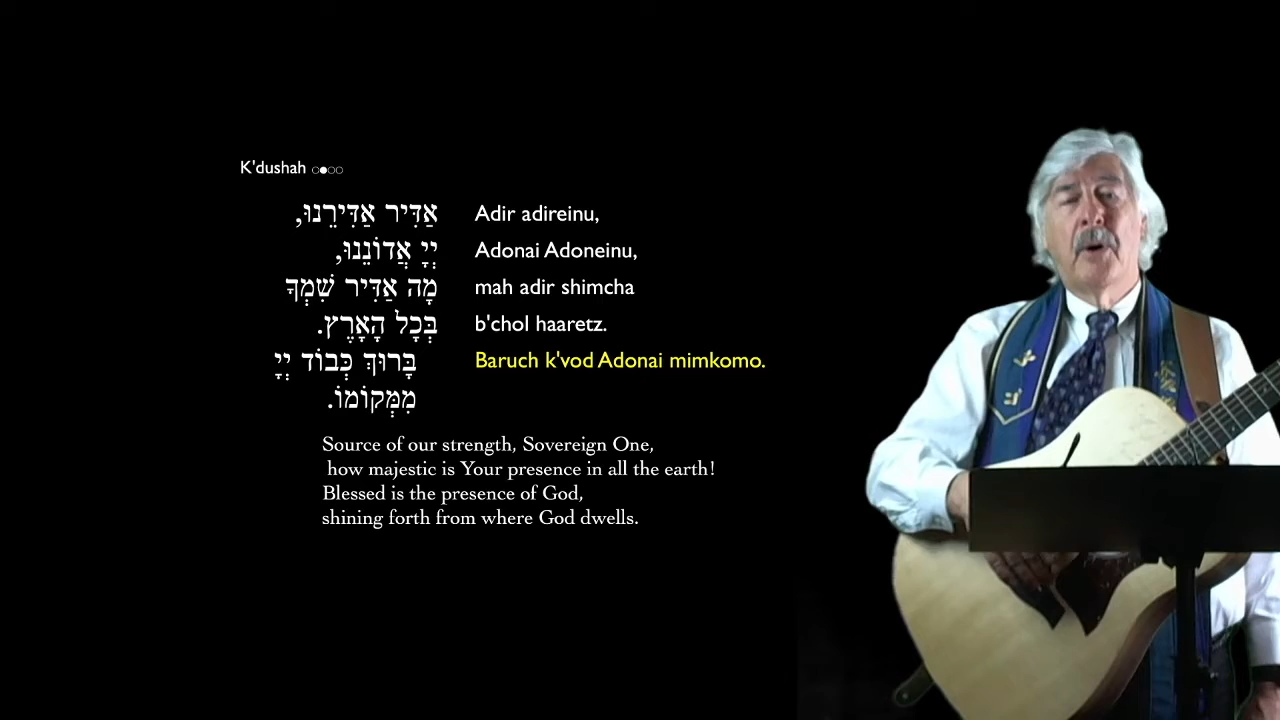 K'dushah ○●○○
אַדִּיר אַדִּירֵנוּ,
Adir adireinu,
יְיָ אֲדוֹנֵנוּ,
Adonai Adoneinu,
מָה אַדִּיר שִׁמְךָ
mah adir shimcha
בְּכָל הָאָרֶץ.
b'chol haaretz.
בָּרוּךְ כְּבוֹד יְיָ
Baruch k'vod Adonai mimkomo.
מִמְּקוֹמוֹ.
Source of our strength, Sovereign One,
how majestic is Your presence in all the earth!
Blessed is the presence of God,
shining forth from where God dwells.